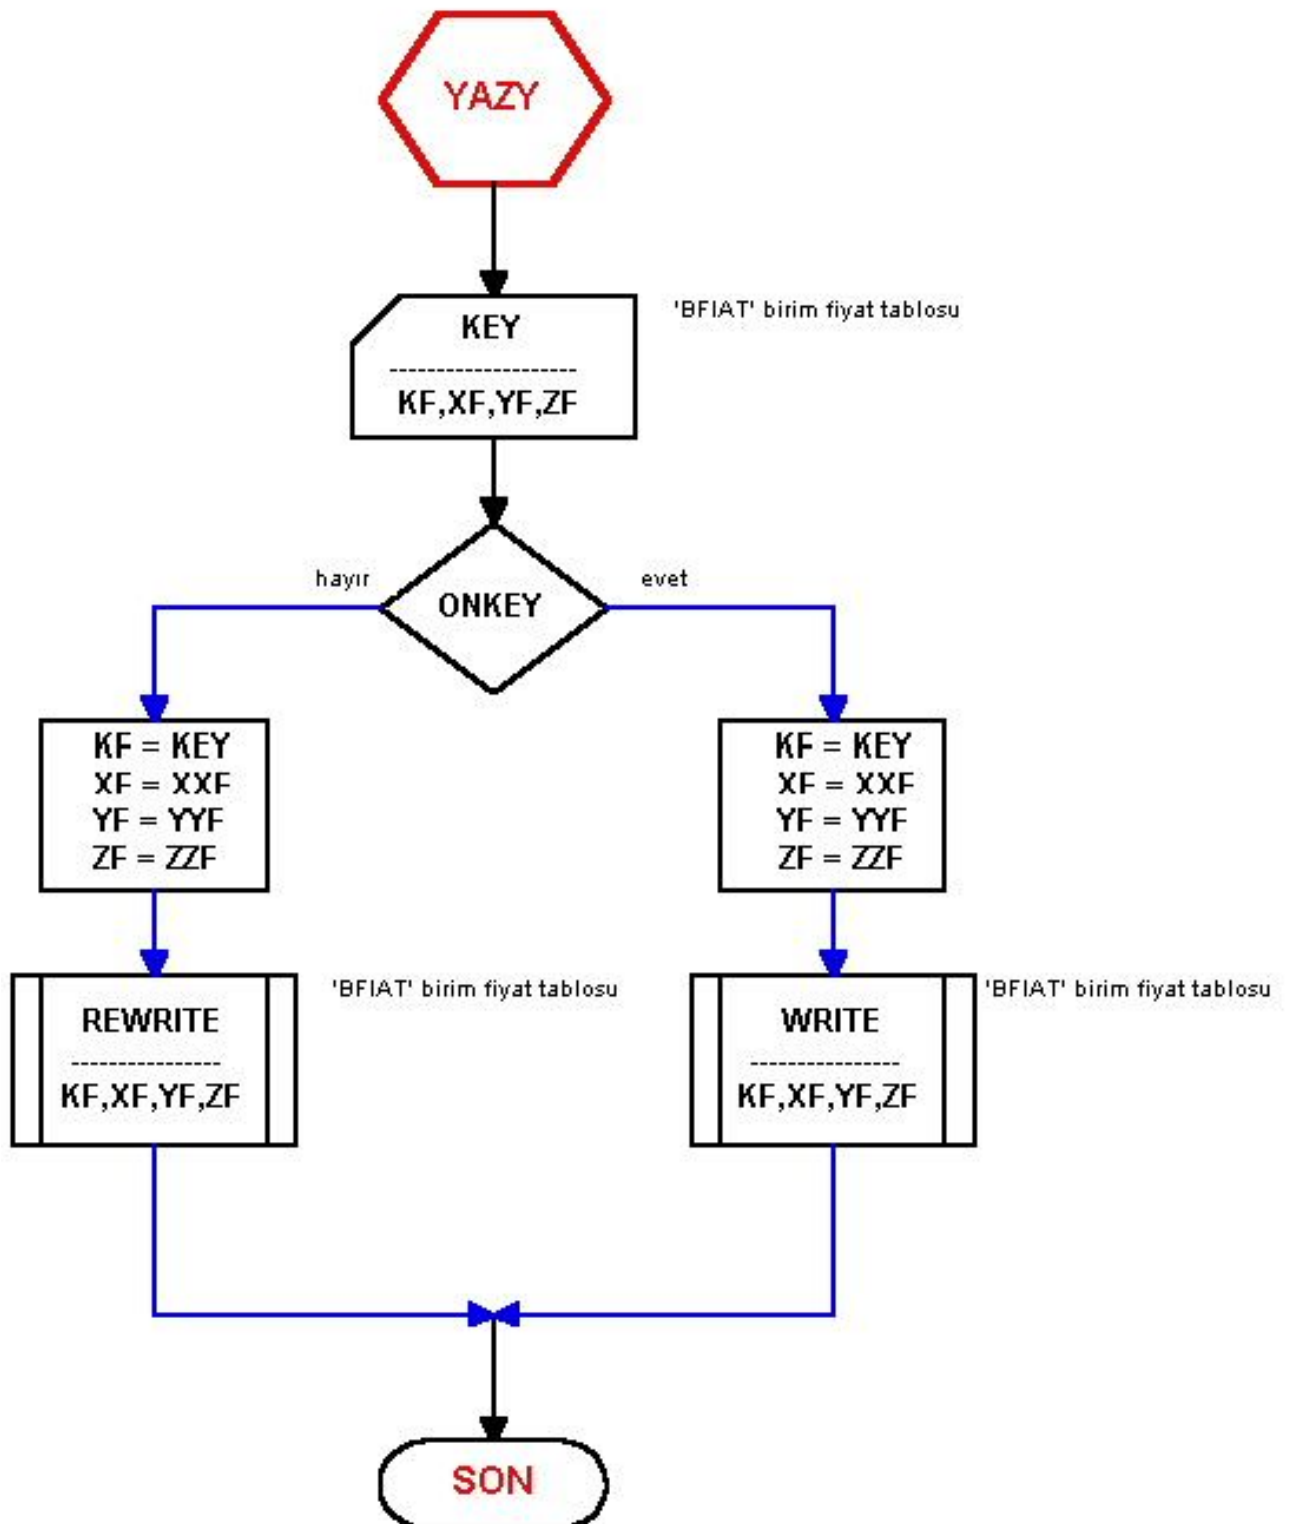 YAZY
KEY
'BFIAT' birim fiyat tablosu
--------------------
KF,XF,YF,ZF
hayır
evet
ONKEY
KF = KEY
XF = XXF
YF = YYF
ZF = ZZF
KF = KEY
XF = XXF
YF = YYF
ZF = ZZF
REWRITE
----------------
KF,XF,YF,ZF
'BFIAT' birim fiyat tablosu
WRITE
----------------
KF,XF,YF,ZF
'BFIAT' birim fiyat tablosu
SON